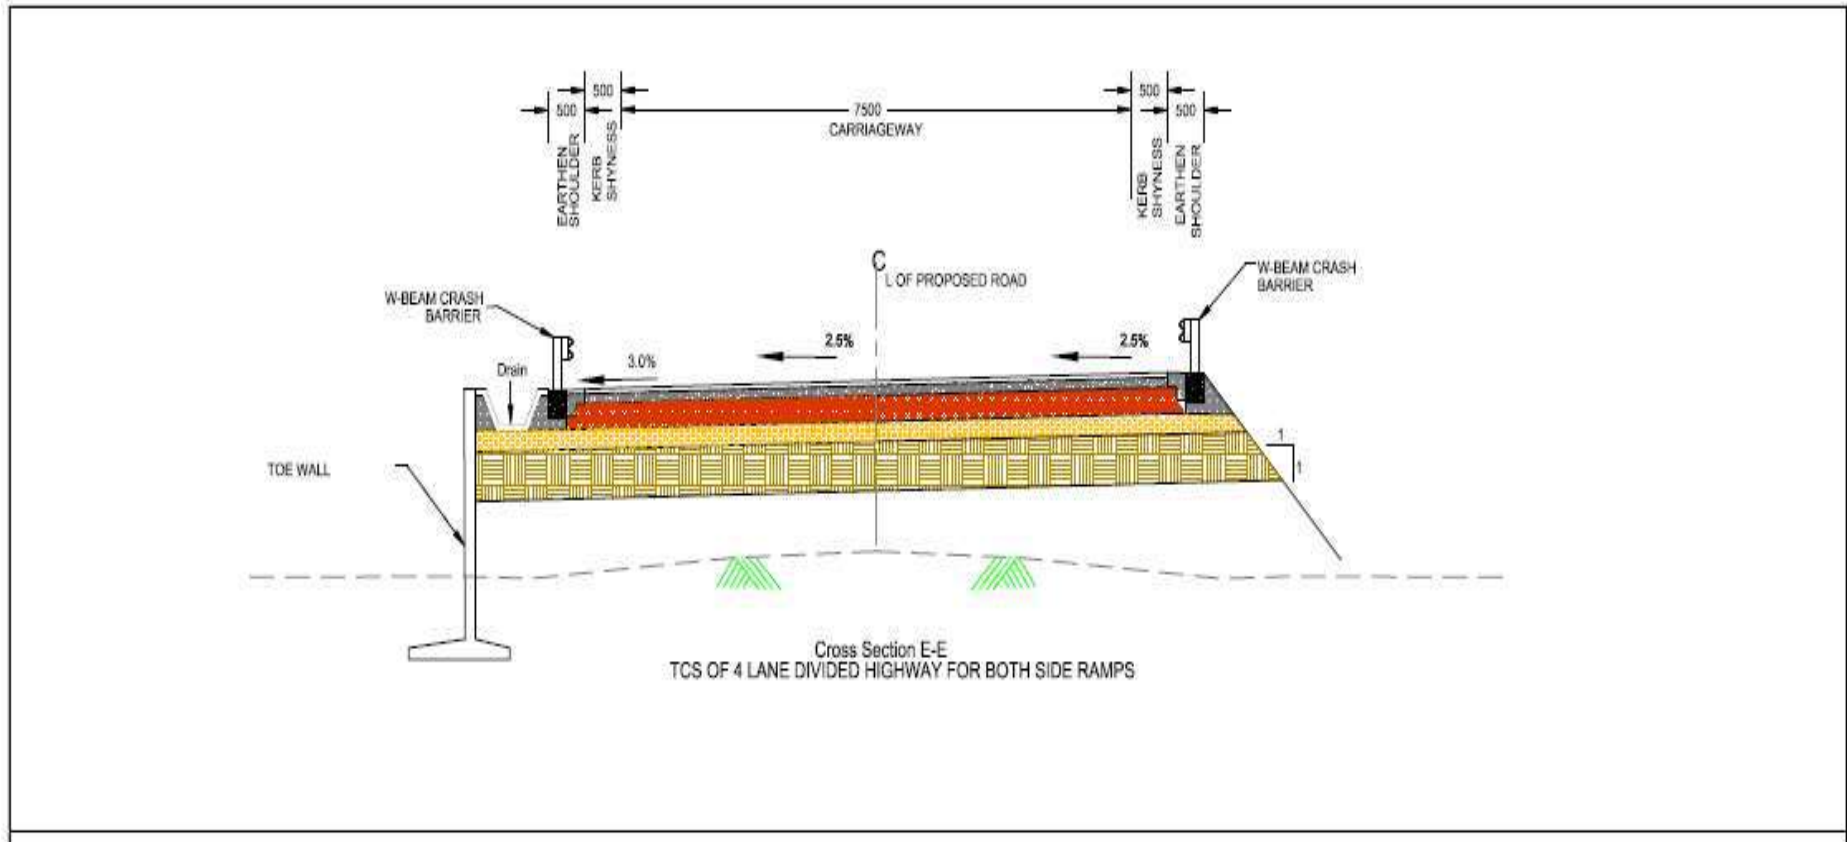 500
500
7500
500
500
CARRIAGEWAY
EARTHEN
SHOULDER
KERB
SHYNESS
KERB
SHYNESS
EARTHEN
SHOULDER
C
L OF PROPOSED ROAD
W-BEAM CRASH
BARRIER
W-BEAM CRASH
BARRIER
2.5%
2.5%
3.0%
Drain
1
1
TOE WALL
Cross Section E-E
TCS OF 4 LANE DIVIDED HIGHWAY FOR BOTH SIDE RAMPS